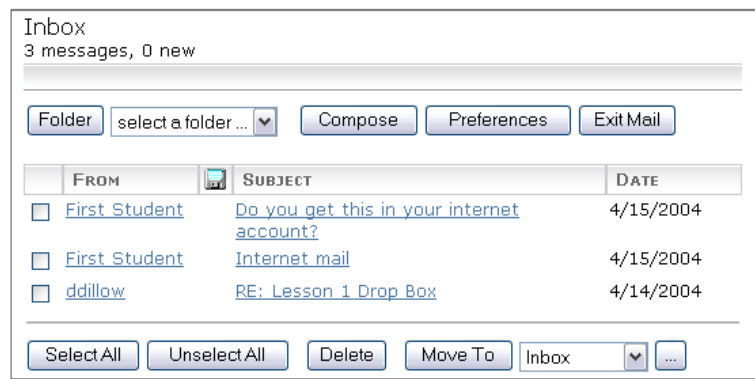 Inbox
3 messages, 0 new
Folder select a folder ... Compose Preferences Exit Mail
FROM SUBJECT DATE
First Student Do you get this in your internet 4/15/2004
account?
First Student Internet mail 4/15/2004
ddillow RE: Lesson 1 Drop Box 4/14/2004
Select All Unselect All Delete Move To Inbox ...